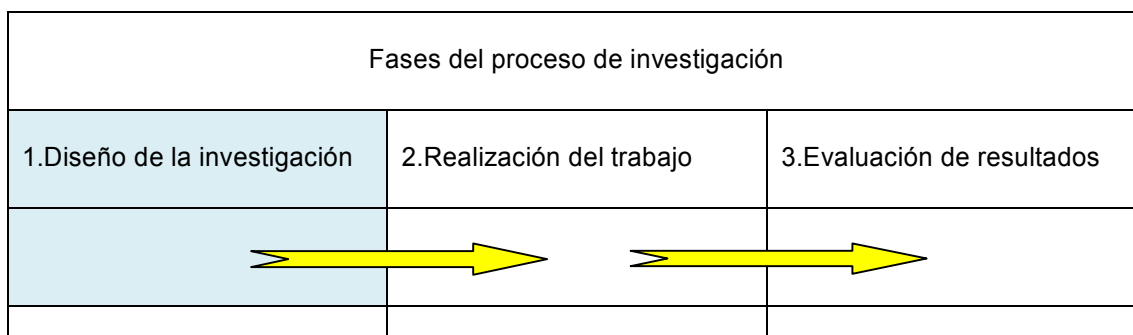 Fases del proceso de investigación
1.Diseño de la investigación
2.Realización del trabajo
3.Evaluación de resultados